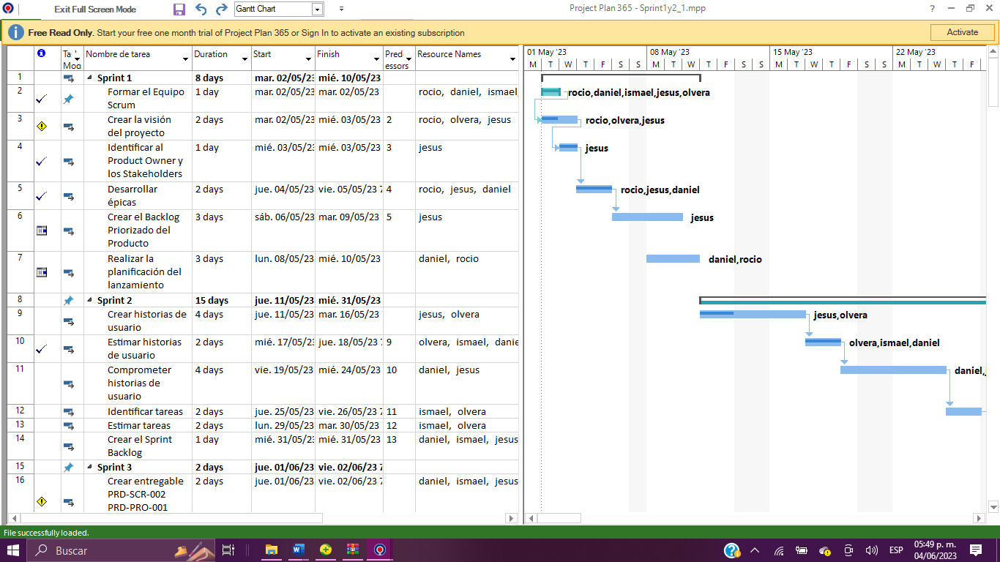 Exit Full Screen Mode
Gantt Chart
Project Plan 365 - Sprint1y2_1.mpp
Free Read Only. Start your free one month trial of Project Plan 365 or Sign In to activate an existing subscription
Activate
Ta Nombre de tarea Duration Start Finish Pred Resource Names
Moo essors
01 May '23 08 May '23 15 May '23 22 May '23
M T W T F S S M T W T F S S M T W T F S S M T W T F
1 Sprint 1 8 days mar. 02/05/23 mié. 10/05/23
2 Formar el Equipo 1 day mar. 02/05/23 mar. 02/05/23 rocio, daniel, ismael,
Scrum
rocio,daniel,ismael,jesus,olvera
3 Crear la visión 2 days mar. 02/05/23 mié. 03/05/23 2 rocio, olvera, jesus
del proyecto
rocio,olvera,jesus
4 Identificar al 1 day mié. 03/05/23 mié. 03/05/23 3 jesus
Product Owner y
los Stakeholders
jesus
5 Desarrollar 2 days jue. 04/05/23 vie. 05/05/23 7 4 rocio, jesus, daniel
épicas
rocio,jesus,daniel
6 Crear el Backlog 3 days sáb. 06/05/23 mar. 09/05/23 5 jesus
Priorizado del
Producto
jesus
7 Realizar la 3 days lun. 08/05/23 mié. 10/05/23 daniel, rocio
planificación del
lanzamiento
daniel,rocio
8 Sprint 2 15 days jue. 11/05/23 mié. 31/05/23
9 Crear historias de 4 days jue. 11/05/23 mar. 16/05/23 jesus, olvera
usuario
jesus,olvera
10 Estimar historias 2 days mié. 17/05/23 jue. 18/05/23 7 9 olvera, ismael, danie
de usuario
olvera,ismael,daniel
11 Comprometer 4 days vie. 19/05/23 mié. 24/05/23 10 daniel, jesus
historias de
usuario
daniel,j
12 Identificar tareas 2 days jue. 25/05/23 vie. 26/05/23 7 11 ismael, olvera
13 Estimar tareas 2 days lun. 29/05/23 mar. 30/05/23 12 ismael, olvera
14 Crear el Sprint 1 day mié. 31/05/23 mié. 31/05/23 13 daniel, ismael, jesus
Backlog
15 Sprint 3 2 days jue. 01/06/23 vie. 02/06/23 7
16 Crear entregable 2 days jue. 01/06/23 vie. 02/06/23 7 daniel, ismael, jesus
PRD-SCR-002
PRD-PRO-001
File successfully loaded.
Buscar
ESP
05:49 p. m.
04/06/2023